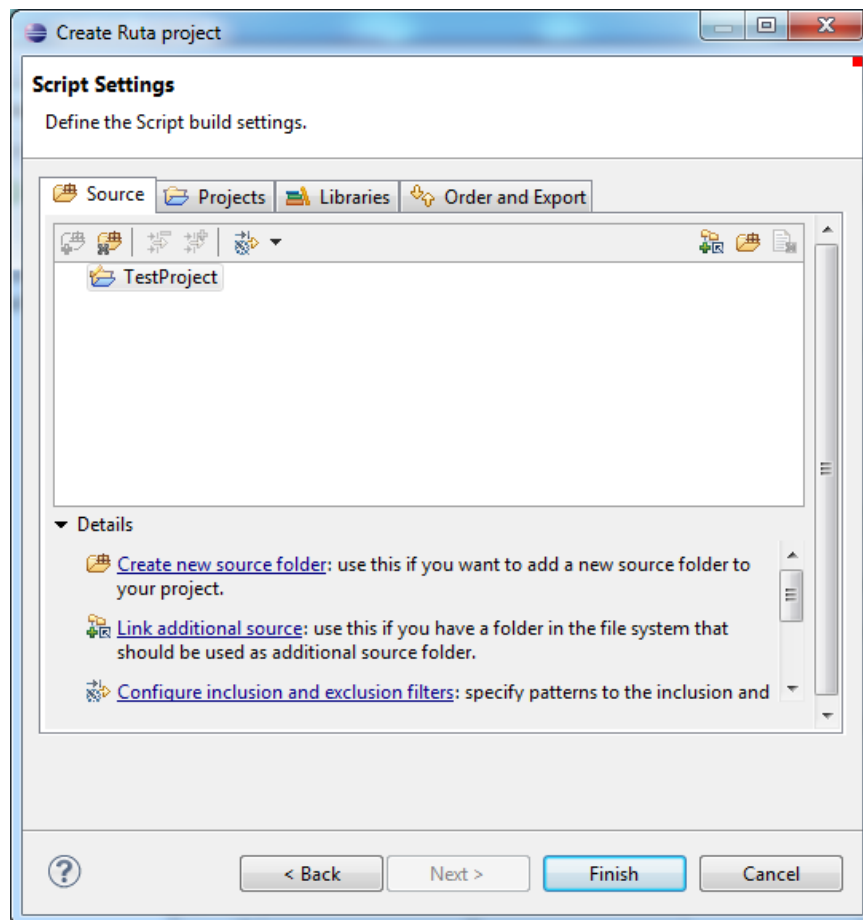 Create Ruta project
Script Settings
Define the Script build settings.
Source
Projects
Libraries
Order and Export
TestProject
Details
Create new source folder: use this if you want to add a new source folder to
your project.
Link additional source: use this if you have a folder in the file system that
should be used as additional source folder.
Configure inclusion and exclusion filters: specify patterns to the inclusion and
?
< Back
Next >
Finish
Cancel